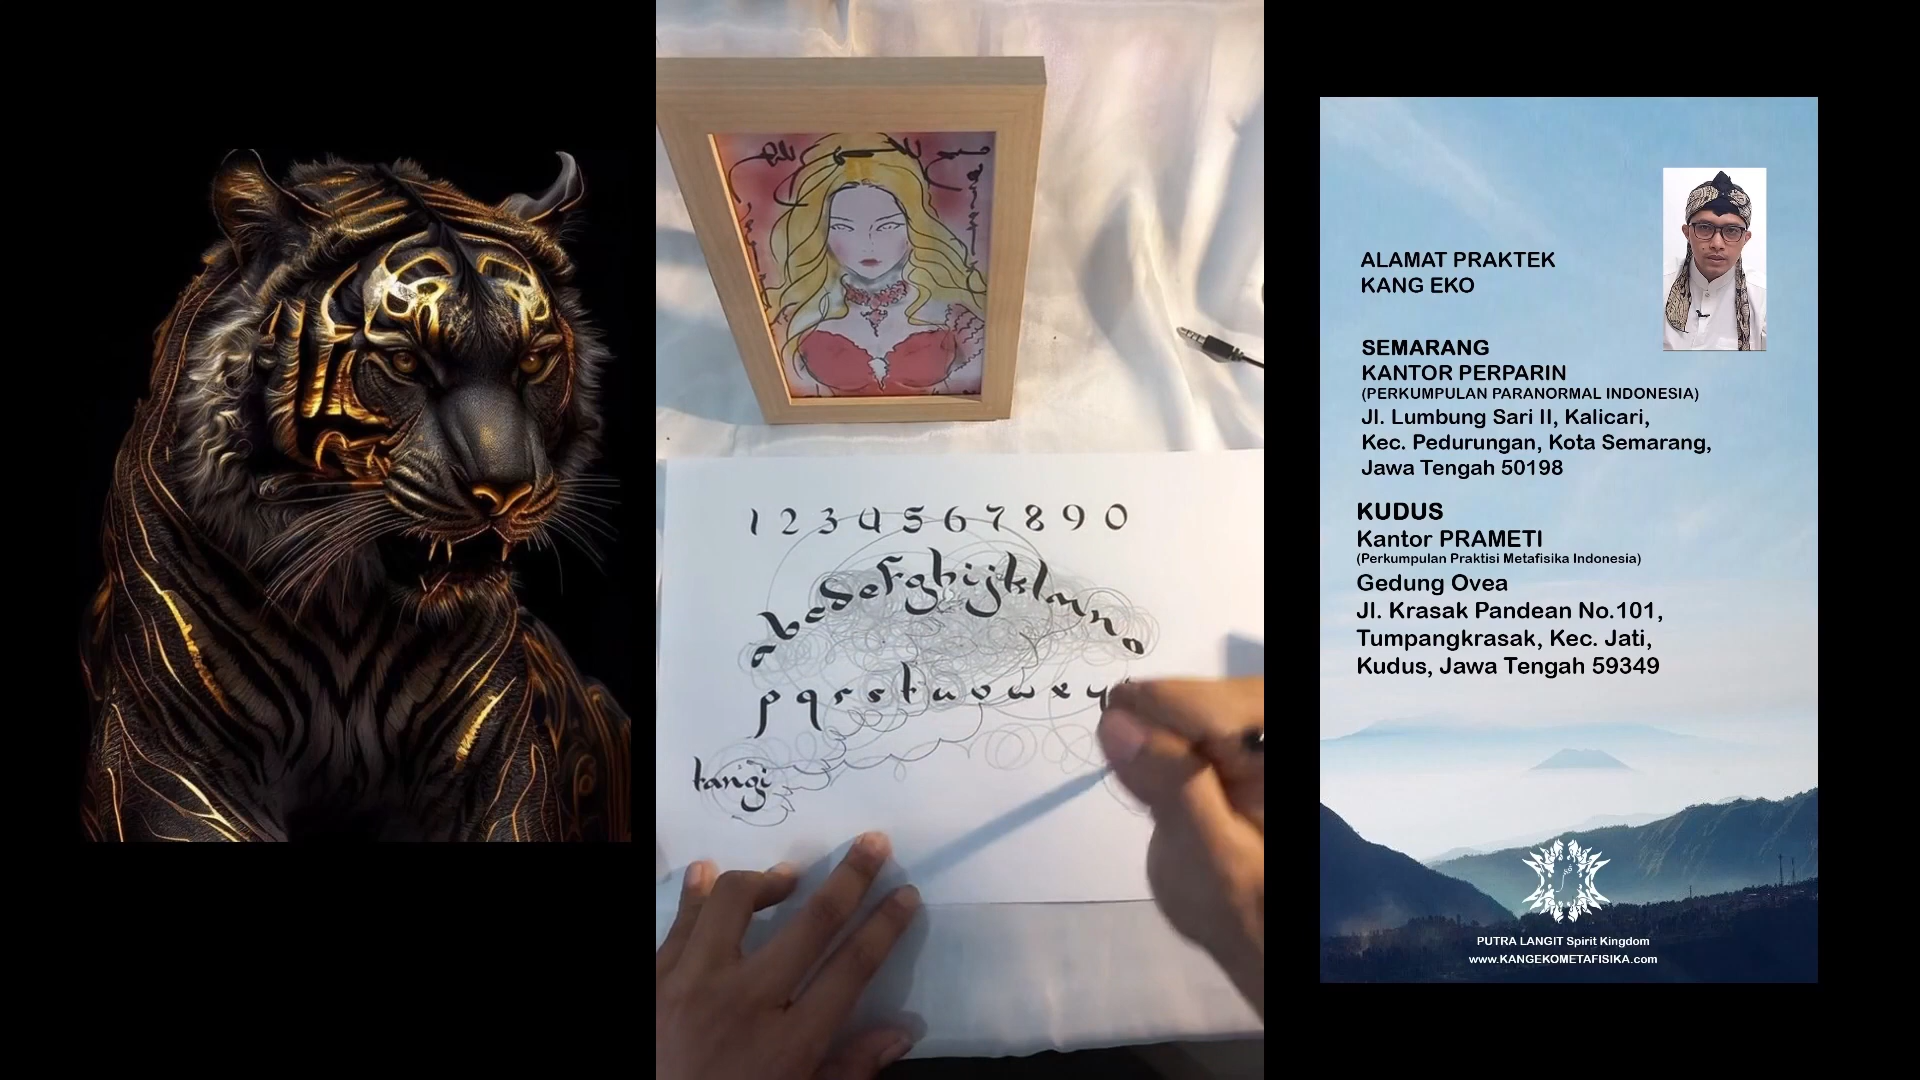 1 2 3 4 5 6 7 8 9 0
a b c d e f g h i j k l m n o
p q r s t u v w x y
tangi
ALAMAT PRAKTEK
KANG EKO
SEMARANG
KANTOR PERPARIN
(PERKUMPULAN PARANORMAL INDONESIA)
Jl. Lumbung Sari II, Kalicari,
Kec. Pedurungan, Kota Semarang,
Jawa Tengah 50198
KUDUS
Kantor PRAMETI
(Perkumpulan Praktisi Metafisika Indonesia)
Gedung Ovea
Jl. Krasak Pandean No.101,
Tumpangkrasak, Kec. Jati,
Kudus, Jawa Tengah 59349
PUTRA LANGIT Spirit Kingdom
www.KANGEKOMETAFISIKA.com